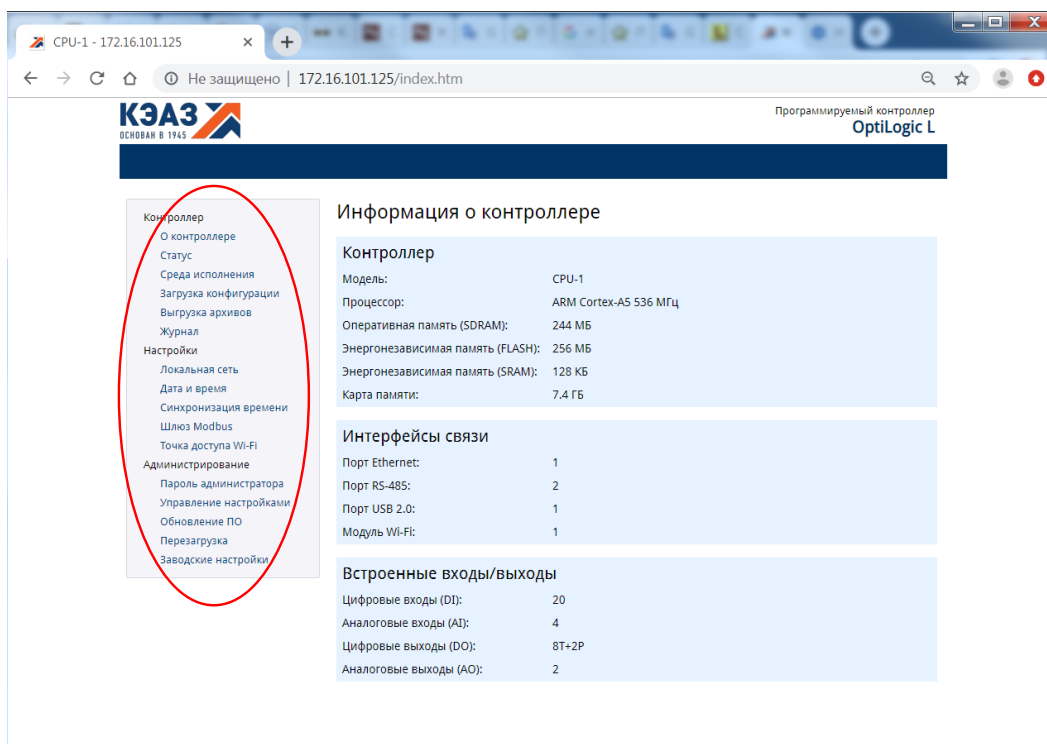 CPU-1 - 172.16.101.125
Не защищено | 172.16.101.125/index.htm
КЭАЗ
ОСНОВАН В 1945
Программируемый контроллер
OptiLogic L
Контроллер
О контроллере
Статус
Среда исполнения
Загрузка конфигурации
Выгрузка архивов
Журнал
Настройки
Локальная сеть
Дата и время
Синхронизация времени
Шлюз Modbus
Точка доступа Wi-Fi
Администрирование
Пароль администратора
Управление настройками
Обновление ПО
Перезагрузка
Заводские настройки
Информация о контроллере
Контроллер
Модель: CPU-1
Процессор: ARM Cortex-A5 536 МГц
Оперативная память (SDRAM): 244 МБ
Энергонезависимая память (FLASH): 256 МБ
Энергонезависимая память (SRAM): 128 КБ
Карта памяти: 7.4 ГБ
Интерфейсы связи
Порт Ethernet: 1
Порт RS-485: 2
Порт USB 2.0: 1
Модуль Wi-Fi: 1
Встроенные входы/выходы
Цифровые входы (DI): 20
Аналоговые входы (AI): 4
Цифровые выходы (DO): 8Т+2Р
Аналоговые выходы (AO): 2